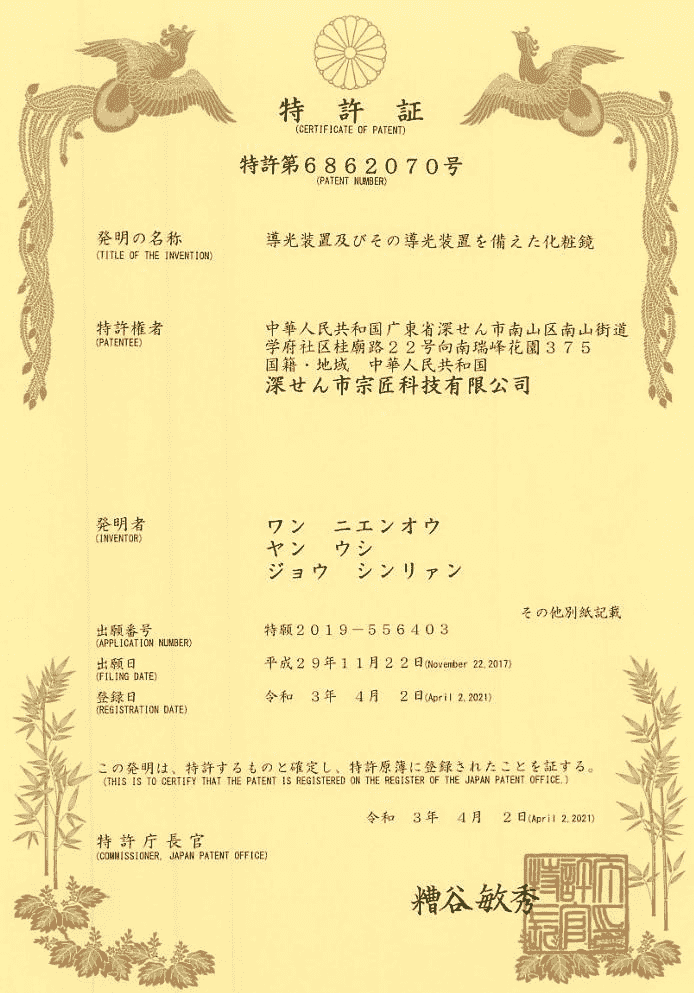 特許証
(CERTIFICATE OF PATENT)
特許第6862070号
(PATENT NUMBER)
発明の名称 導光装置及びその導光装置を備えた化粧鏡
(TITLE OF THE INVENTION)
特許権者 中華人民共和国广東省深せん市南山区南山街道
(PATENTEE) 学府社区桂廟路22号向南瑞峰花園375
国籍・地域 中華人民共和国
深せん市宗匠科技有限公司
発明者 ワン ニエンオウ
(INVENTOR)
ヤン ウシ
ジョウ シンリァン
その他別紙記載
出願番号 特願2019-556403
(APPLICATION NUMBER)
出願日 平成29年11月22日(November 22,2017)
(FILING DATE)
登録日 令和 3年 4月 2日(April 2,2021)
(REGISTRATION DATE)
この発明は、特許するものと確定し、特許原簿に登録されたことを証する。
(THIS IS TO CERTIFY THAT THE PATENT IS REGISTERED ON THE REGISTER OF THE JAPAN PATENT OFFICE.)
令和 3年 4月 2日(April 2,2021)
特許庁長官
(COMMISSIONER, JAPAN PATENT OFFICE)
糟谷敏秀